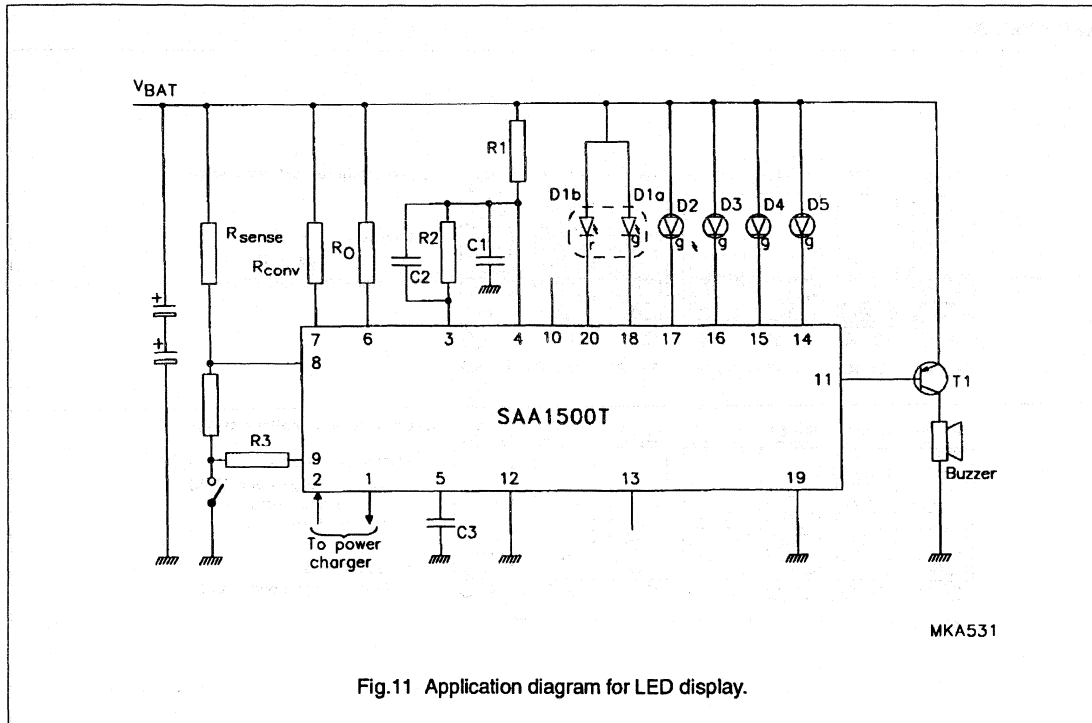 VBAT
R1
D1b
D1a
D2
D3
D4
D5
Rsense
Rconv
RO
R2
C1
C2
r
g
g
g
g
g
7
6
3
4
10
20
18
17
16
15
14
8
11
T1
SAA1500T
R3
9
Buzzer
2
1
5
12
13
19
C3
To power
charger
MKA531
Fig.11 Application diagram for LED display.